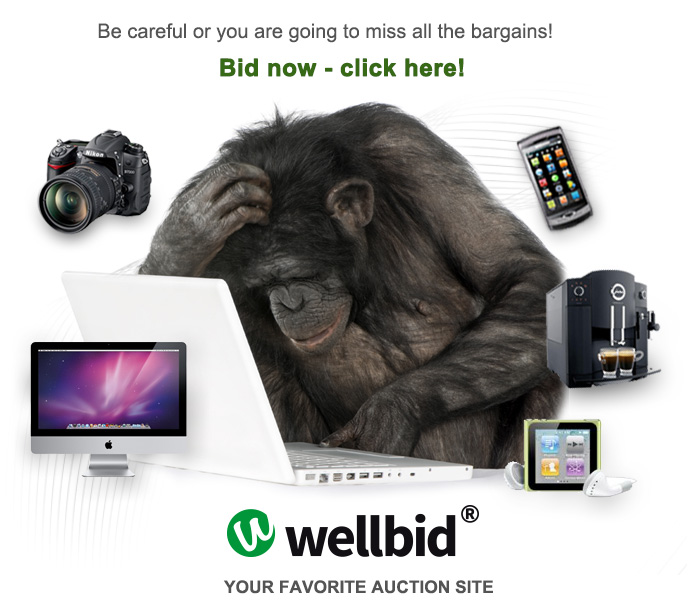 Be careful or you are going to miss all the bargains!
Bid now - click here!
Nikon
wellbid®
YOUR FAVORITE AUCTION SITE